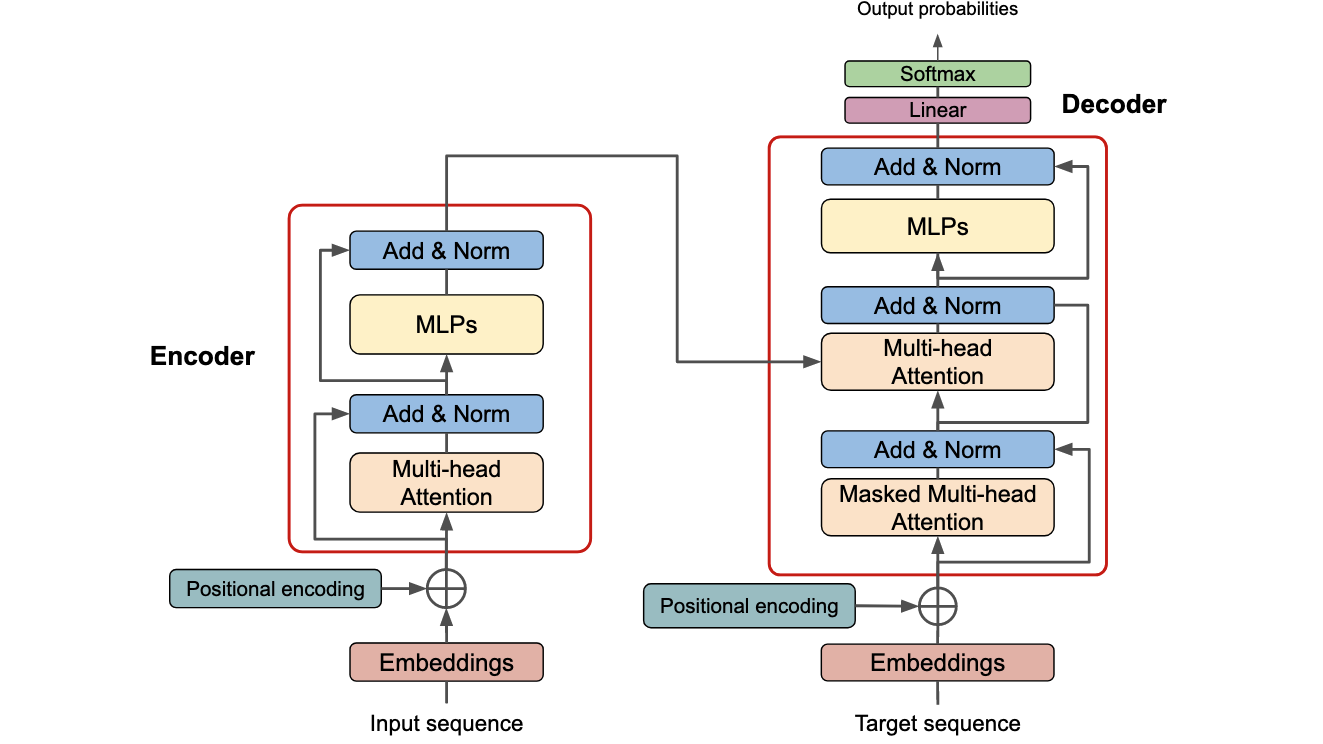 Output probabilities
Softmax
Linear
Decoder
Add & Norm
MLPs
Add & Norm
Multi-head
Attention
Add & Norm
Masked Multi-head
Attention
Positional encoding
Embeddings
Target sequence
Encoder
Add & Norm
MLPs
Add & Norm
Multi-head
Attention
Positional encoding
Embeddings
Input sequence